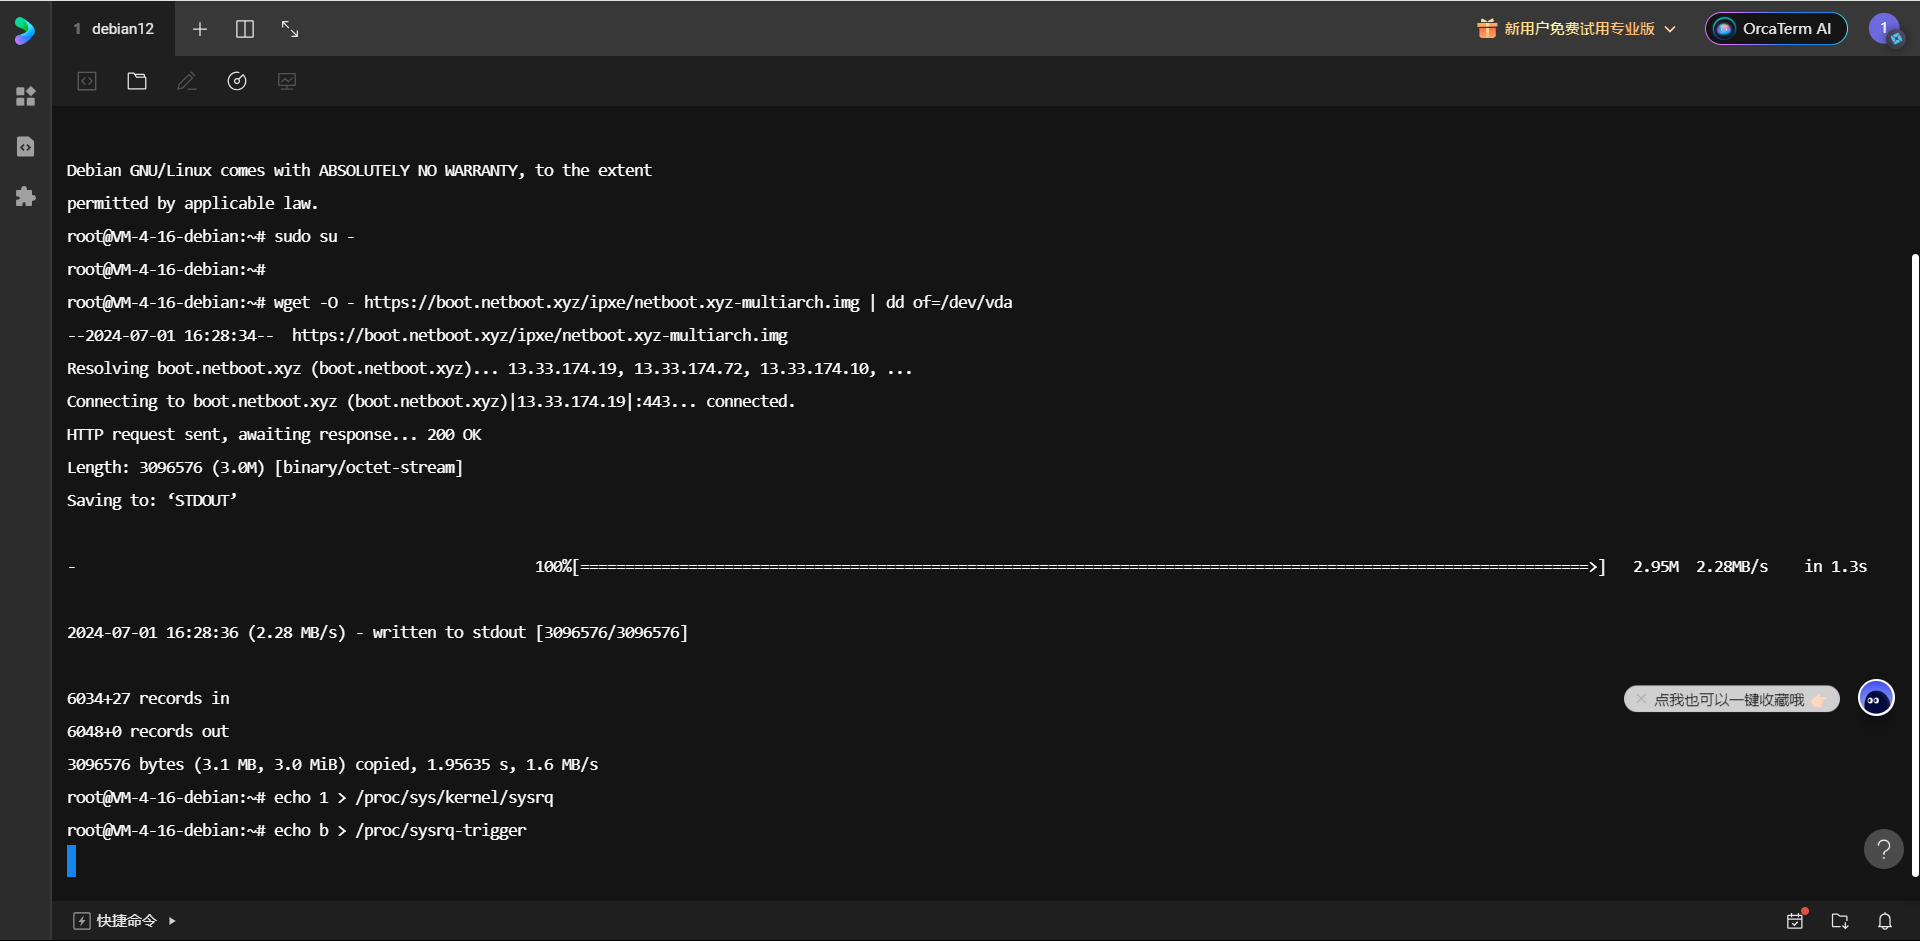 1 debian12
新用户免费试用专业版
OrcaTerm AI
1
Debian GNU/Linux comes with ABSOLUTELY NO WARRANTY, to the extent
permitted by applicable law.
root@VM-4-16-debian:~# sudo su -
root@VM-4-16-debian:~#
root@VM-4-16-debian:~# wget -O - https://boot.netboot.xyz/ipxe/netboot.xyz-multiarch.img | dd of=/dev/vda
--2024-07-01 16:28:34--  https://boot.netboot.xyz/ipxe/netboot.xyz-multiarch.img
Resolving boot.netboot.xyz (boot.netboot.xyz)... 13.33.174.19, 13.33.174.72, 13.33.174.10, ...
Connecting to boot.netboot.xyz (boot.netboot.xyz)|13.33.174.19|:443... connected.
HTTP request sent, awaiting response... 200 OK
Length: 3096576 (3.0M) [binary/octet-stream]
Saving to: ‘STDOUT’
- 100%[================================================================================================================>] 2.95M 2.28MB/s in 1.3s
2024-07-01 16:28:36 (2.28 MB/s) - written to stdout [3096576/3096576]
6034+27 records in
点我也可以一键收藏哦
6048+0 records out
3096576 bytes (3.1 MB, 3.0 MiB) copied, 1.95635 s, 1.6 MB/s
root@VM-4-16-debian:~# echo 1 > /proc/sys/kernel/sysrq
root@VM-4-16-debian:~# echo b > /proc/sysrq-trigger
?
快捷命令